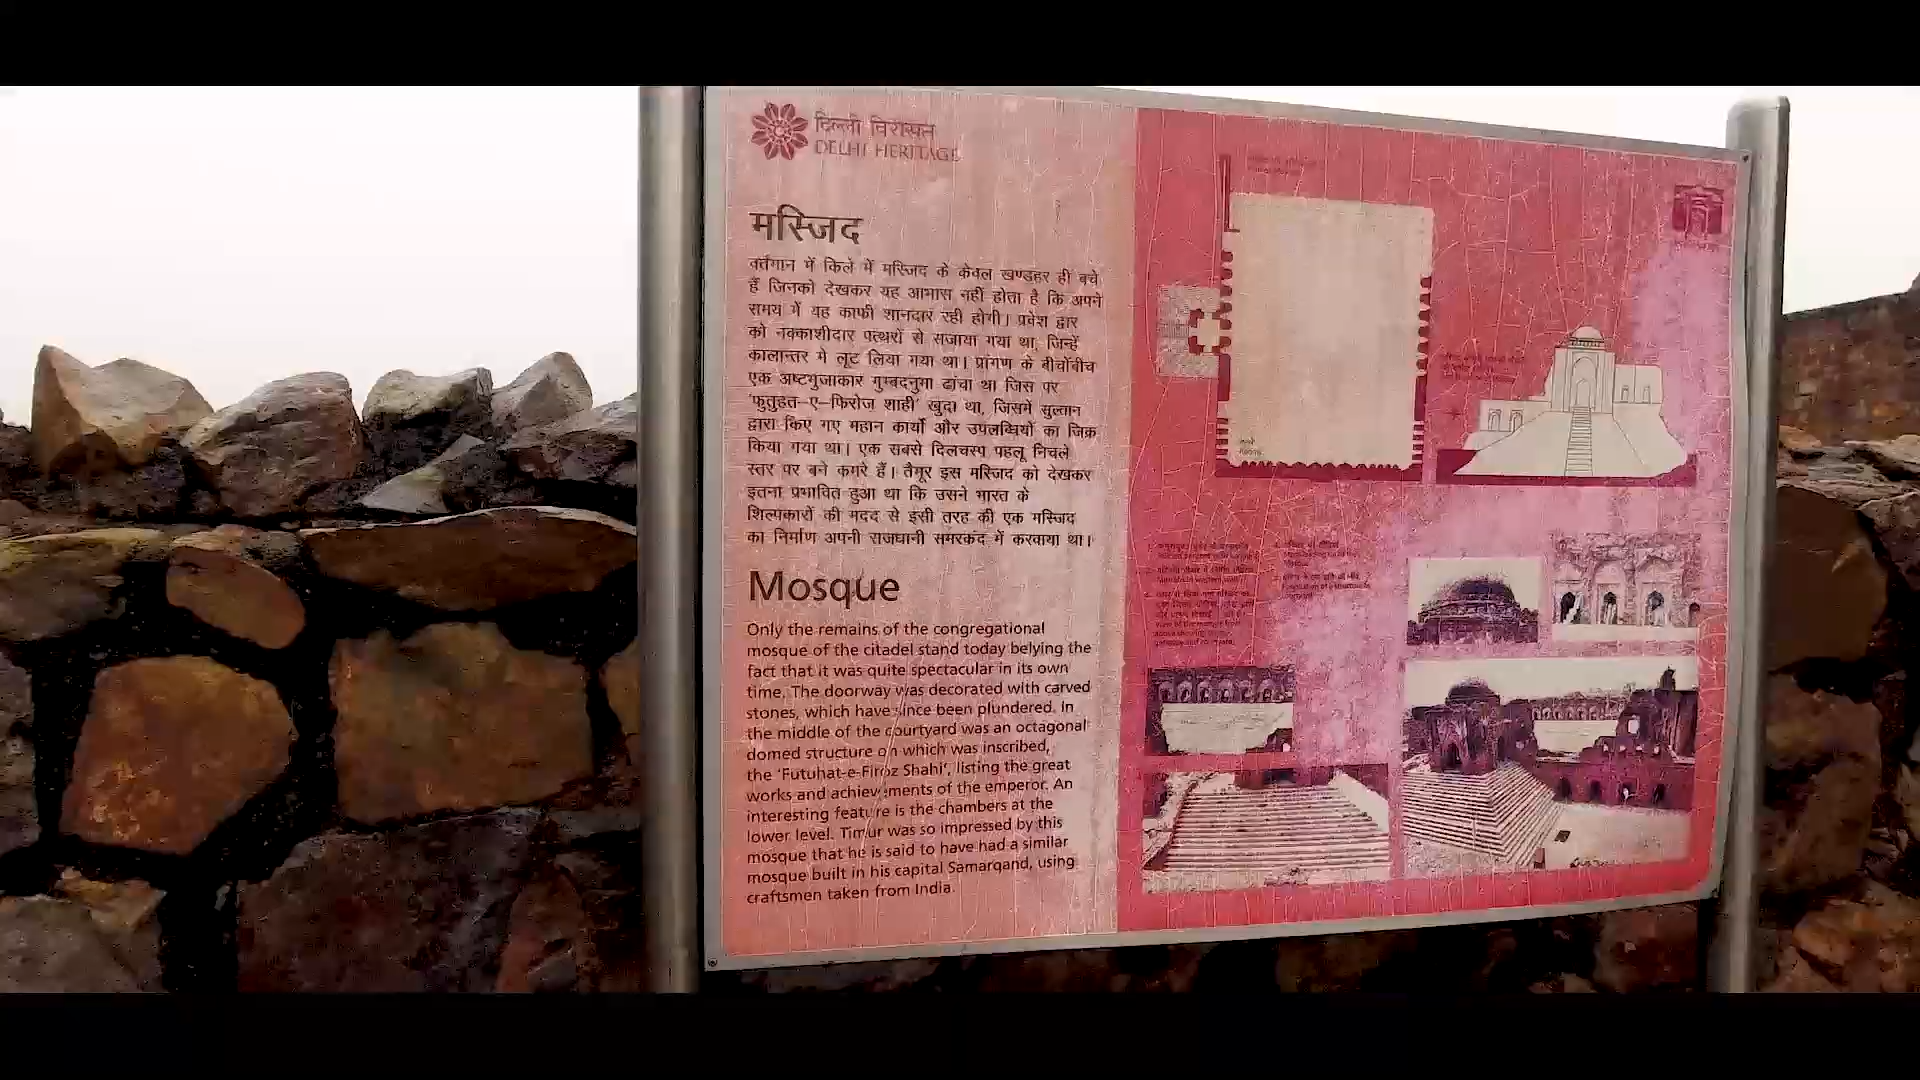 दिल्ली विरासत
DELHI HERITAGE
मस्जिद
वर्तमान में किले में मस्जिद के केवल खण्डहर ही बचे
हैं जिनको देखकर यह आभास नहीं होता है कि अपने
समय में यह काफी शानदार रही होगी। प्रवेश द्वार
को नक्काशीदार पत्थरों से सजाया गया था, जिन्हें
कालान्तर में लूट लिया गया था। प्रांगण के बीचोंबीच
एक अष्टभुजाकार गुम्बदनुमा ढांचा था जिस पर
'फुतुहत-ए-फिरोज़ शाही' खुदा था, जिसमें सुल्तान
द्वारा किए गए महान कार्यों और उपलब्धियों का जिक्र
किया गया था। एक सबसे दिलचस्प पहलू निचले
स्तर पर बने कमरे हैं। तैमूर इस मस्जिद को देखकर
इतना प्रभावित हुआ था कि उसने भारत के
शिल्पकारों की मदद से इसी तरह की एक मस्जिद
का निर्माण अपनी राजधानी समरकंद में करवाया था।
Mosque
Only the remains of the congregational
mosque of the citadel stand today belying the
fact that it was quite spectacular in its own
time. The doorway was decorated with carved
stones, which have since been plundered. In
the middle of the courtyard was an octagonal
domed structure on which was inscribed,
the 'Futuhat-e-Firoz Shahi', listing the great
works and achievements of the emperor. An
interesting feature is the chambers at the
lower level. Timur was so impressed by this
mosque that he is said to have had a similar
mosque built in his capital Samarqand, using
craftsmen taken from India.